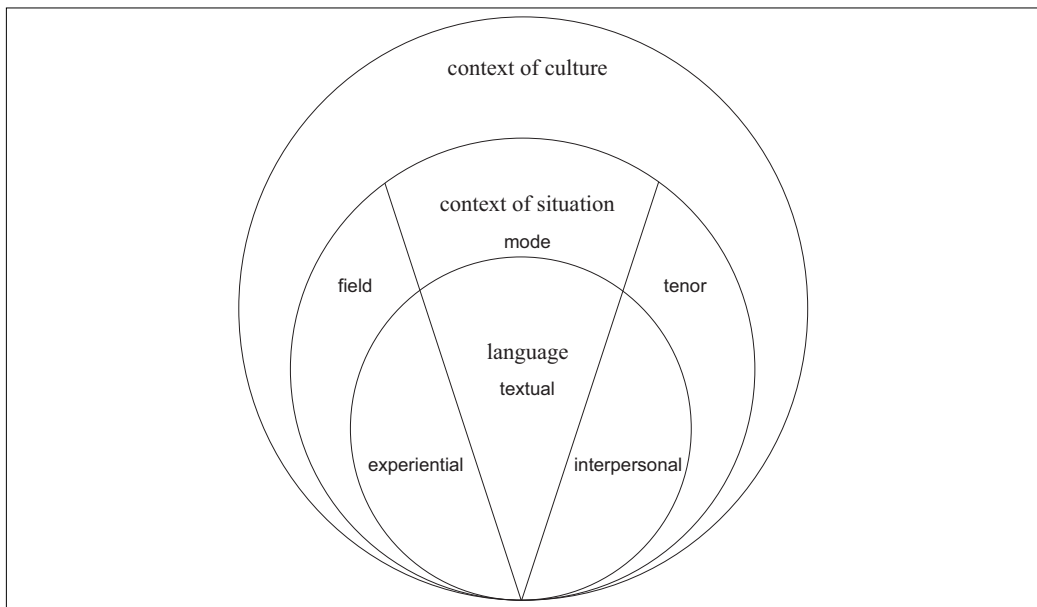 context of culture
context of situation
mode
field
tenor
language
textual
experiential
interpersonal